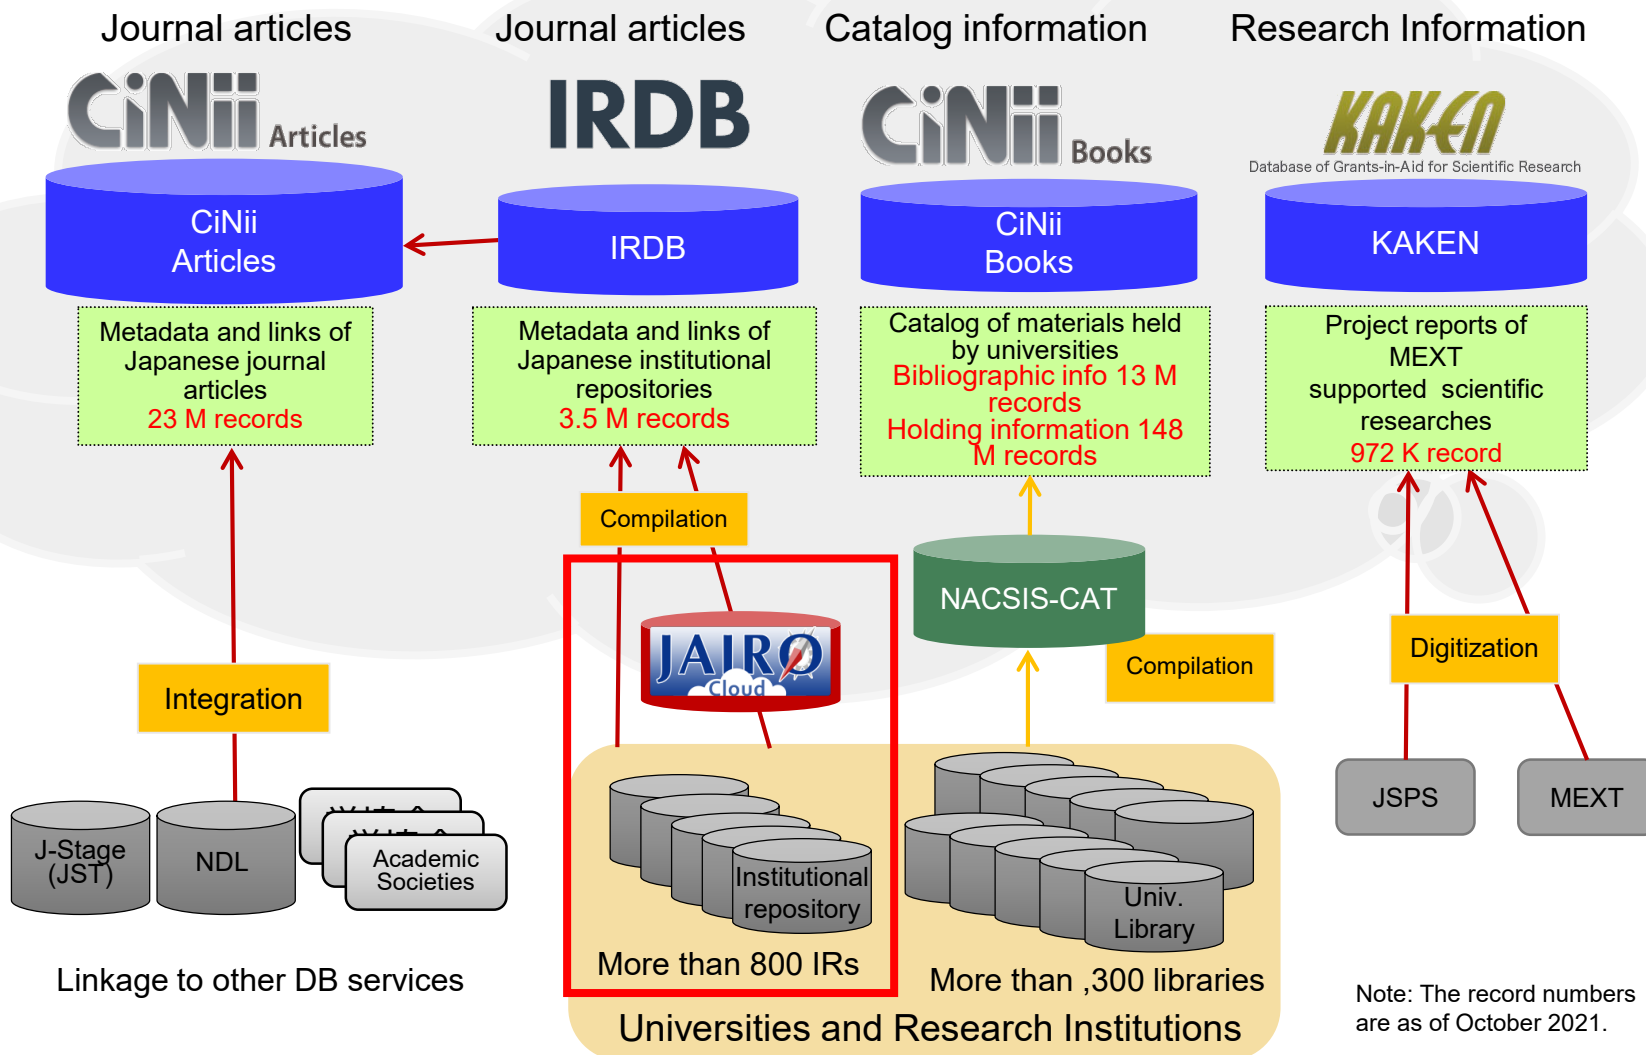 Journal articles
Journal articles
Catalog information
Research Information
CiNii Articles
IRDB
CiNii Books
KAKEN
Database of Grants-in-Aid for Scientific Research
CiNii
Articles
IRDB
CiNii
Books
KAKEN
Metadata and links of
Japanese journal
articles
23 M records
Metadata and links of
Japanese institutional
repositories
3.5 M records
Catalog of materials held
by universities
Bibliographic info 13 M
records
Holding information 148
M records
Project reports of
MEXT
supported scientific
researches
972 K record
Compilation
NACSIS-CAT
JAIRO
Cloud
Compilation
Digitization
Integration
J-Stage
(JST)
NDL
Academic
Societies
Institutional
repository
Univ.
Library
JSPS
MEXT
More than 800 IRs
More than ,300 libraries
Linkage to other DB services
Universities and Research Institutions
Note: The record numbers
are as of October 2021.